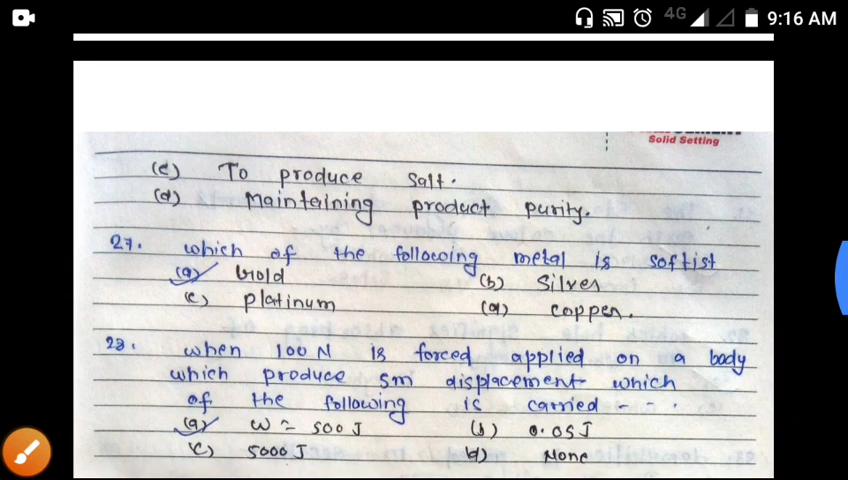 4G 9:16 AM
Solid Setting
(c) To produce salt.
(d) Maintaining product purity.
27. which of the following metal is softist
(a) Gold (b) Silver
(c) platinum (d) copper.
28. when 100 N is forced applied on a body
which produce 5m displacement which
of the following is carried - - .
(a) W = 500 J (b) 0.05J
(c) 5000 J (d) None